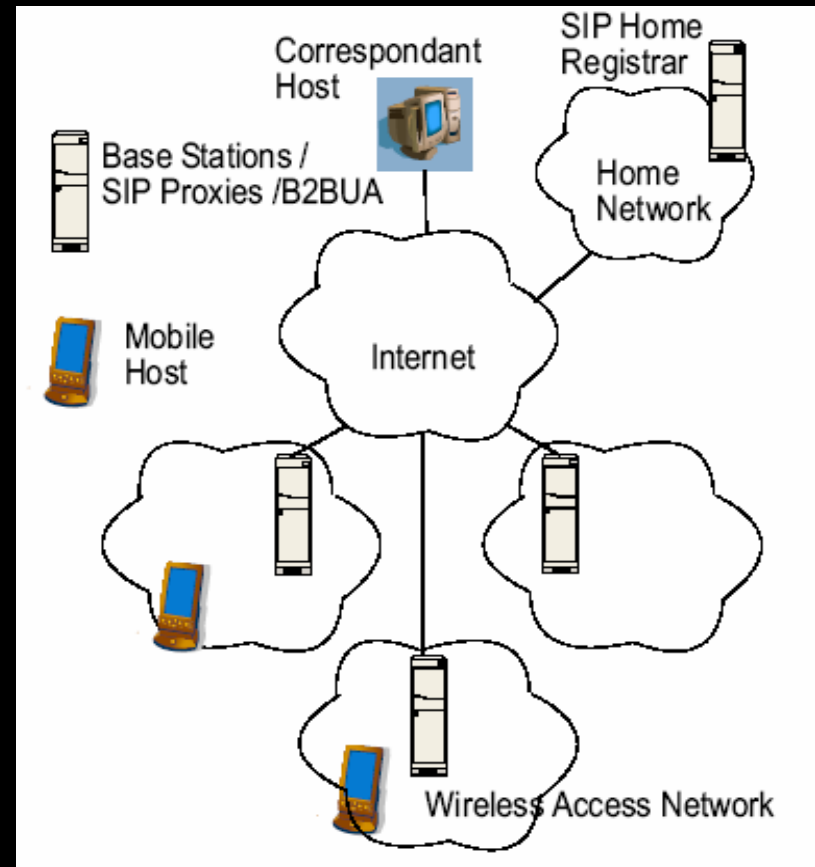 Correspondant
Host
SIP Home
Registrar
Base Stations /
SIP Proxies /B2BUA
Home
Network
Mobile
Host
Internet
Wireless Access Network